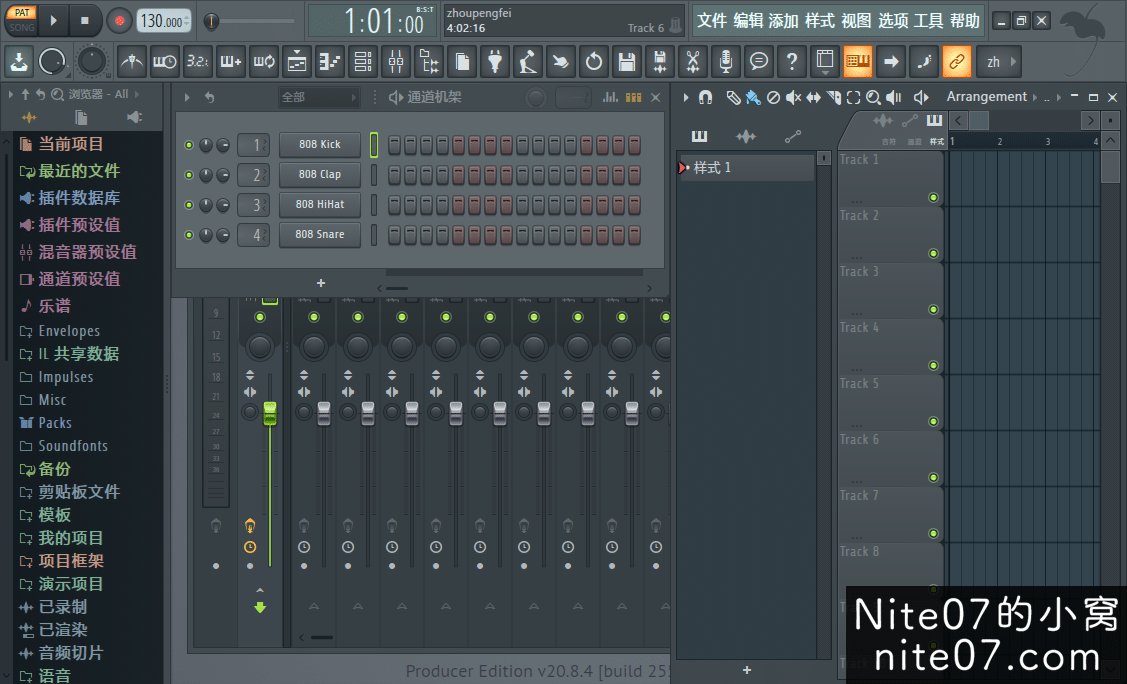 PAT
SONG
130.000
1:01:00
B:S:T
zhoupengfei
4:02:16
Track 6
文件 编辑 添加 样式 视图 选项 工具 帮助
3.2.
zh
浏览器 - All
全部
通道机架
Arrangement
当前项目
最近的文件
插件数据库
插件预设值
混音器预设值
通道预设值
乐谱
Envelopes
IL 共享数据
Impulses
Misc
Packs
Soundfonts
备份
剪贴板文件
模板
我的项目
项目框架
演示项目
已录制
已渲染
音频切片
语音
1
808 Kick
2
808 Clap
3
808 HiHat
4
808 Snare
9
12
15
18
21
24
27
30
33
36
样式 1
音符
通道
样式
1
2
3
4
Track 1
Track 2
Track 3
Track 4
Track 5
Track 6
Track 7
Track 8
Producer Edition v20.8.4 [build 25
Nite07的小窝
nite07.com